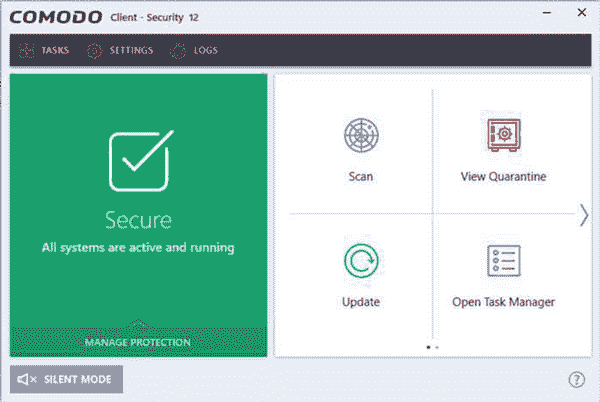 COMODO Client - Security 12
TASKS SETTINGS LOGS
Secure
All systems are active and running
MANAGE PROTECTION
Scan
View Quarantine
Update
Open Task Manager
SILENT MODE
?